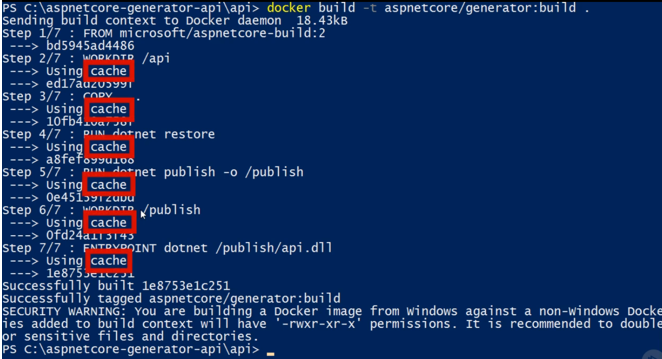 PS C:\aspnetcore-generator-api\api> docker build -t aspnetcore/generator:build .
Sending build context to Docker daemon  18.43kB
Step 1/7 : FROM microsoft/aspnetcore-build:2
 ---> bd5945ad4486
Step 2/7 : WORKDIR /api
 ---> Using cache
 ---> ed17ad20599f
Step 3/7 : COPY . .
 ---> Using cache
 --->
Step 4/7 : RUN dotnet restore
 ---> Using cache
 ---> a8fef899d168
Step 5/7 : RUN dotnet publish -o /publish
 ---> Using cache
 ---> 0e45159f2dbd
Step 6/7 : WORKDIR /publish
 ---> Using cache
 ---> 0fd24a1f3f43
Step 7/7 : ENTRYPOINT dotnet /publish/api.dll
 ---> Using cache
 ---> 1e8753e1c251
Successfully built 1e8753e1c251
Successfully tagged aspnetcore/generator:build
SECURITY WARNING: You are building a Docker image from Windows against a non-Windows Docke
ies added to build context will have '-rwxr-xr-x' permissions. It is recommended to double
or sensitive files and directories.
PS C:\aspnetcore-generator-api\api>